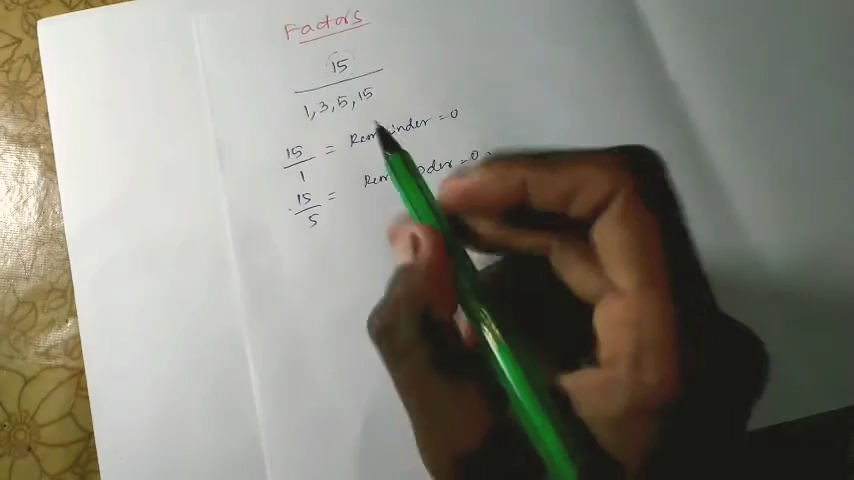 Factors
15
1, 3, 5, 15
15/1 = Remainder = 0
15/5 =